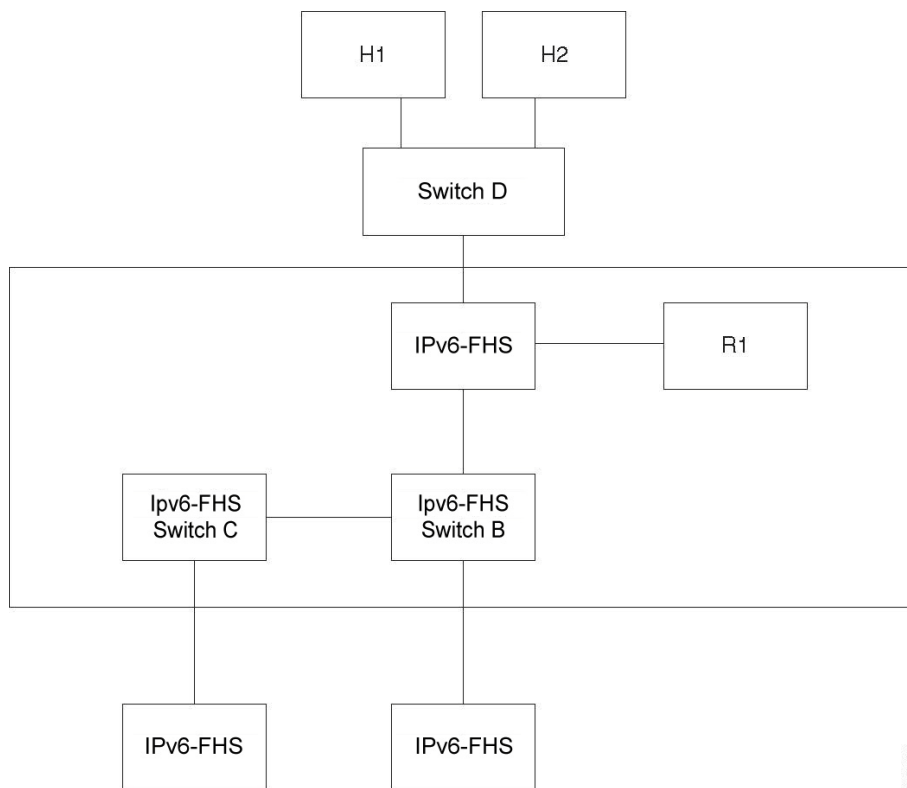 H1
H2
Switch D
IPv6-FHS
R1
Ipv6-FHS
Switch C
Ipv6-FHS
Switch B
IPv6-FHS
IPv6-FHS